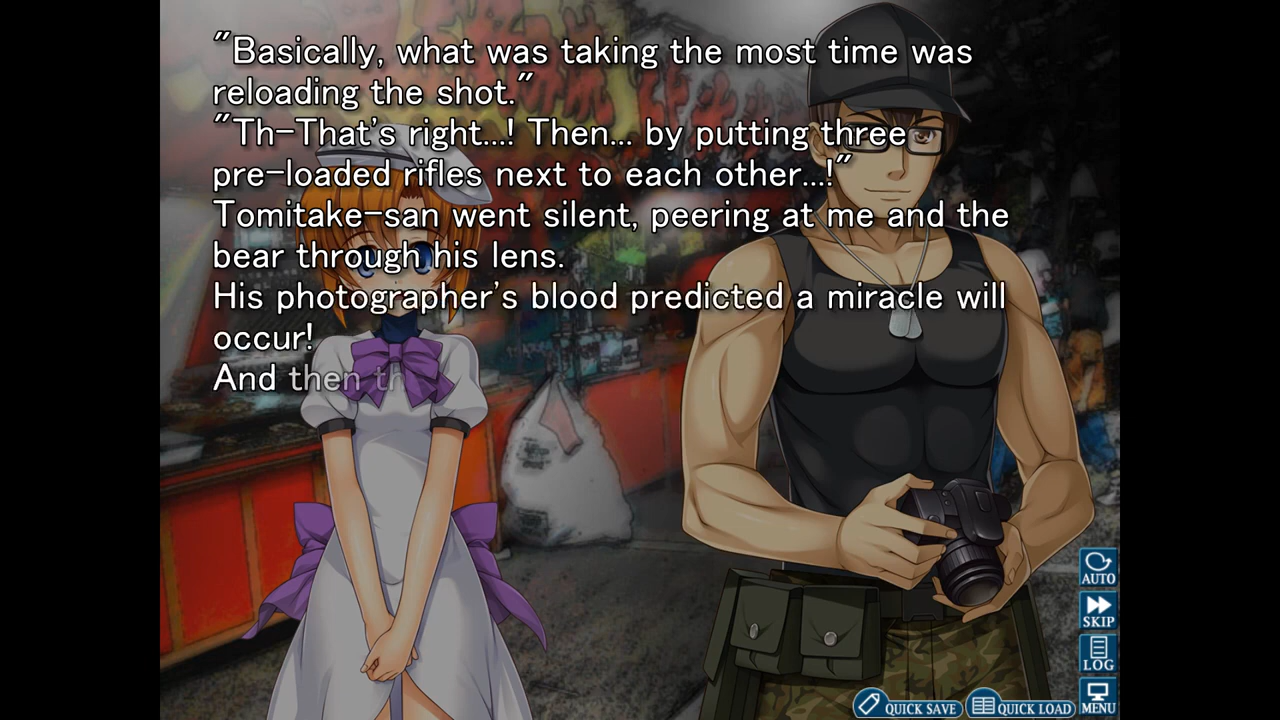 "Basically, what was taking the most time was
reloading the shot."
"Th-That's right...! Then... by putting three
pre-loaded rifles next to each other...!"
Tomitake-san went silent, peering at me and the
bear through his lens.
His photographer's blood predicted a miracle will
occur!
And then th
AUTO
SKIP
LOG
MENU
QUICK SAVE
QUICK LOAD